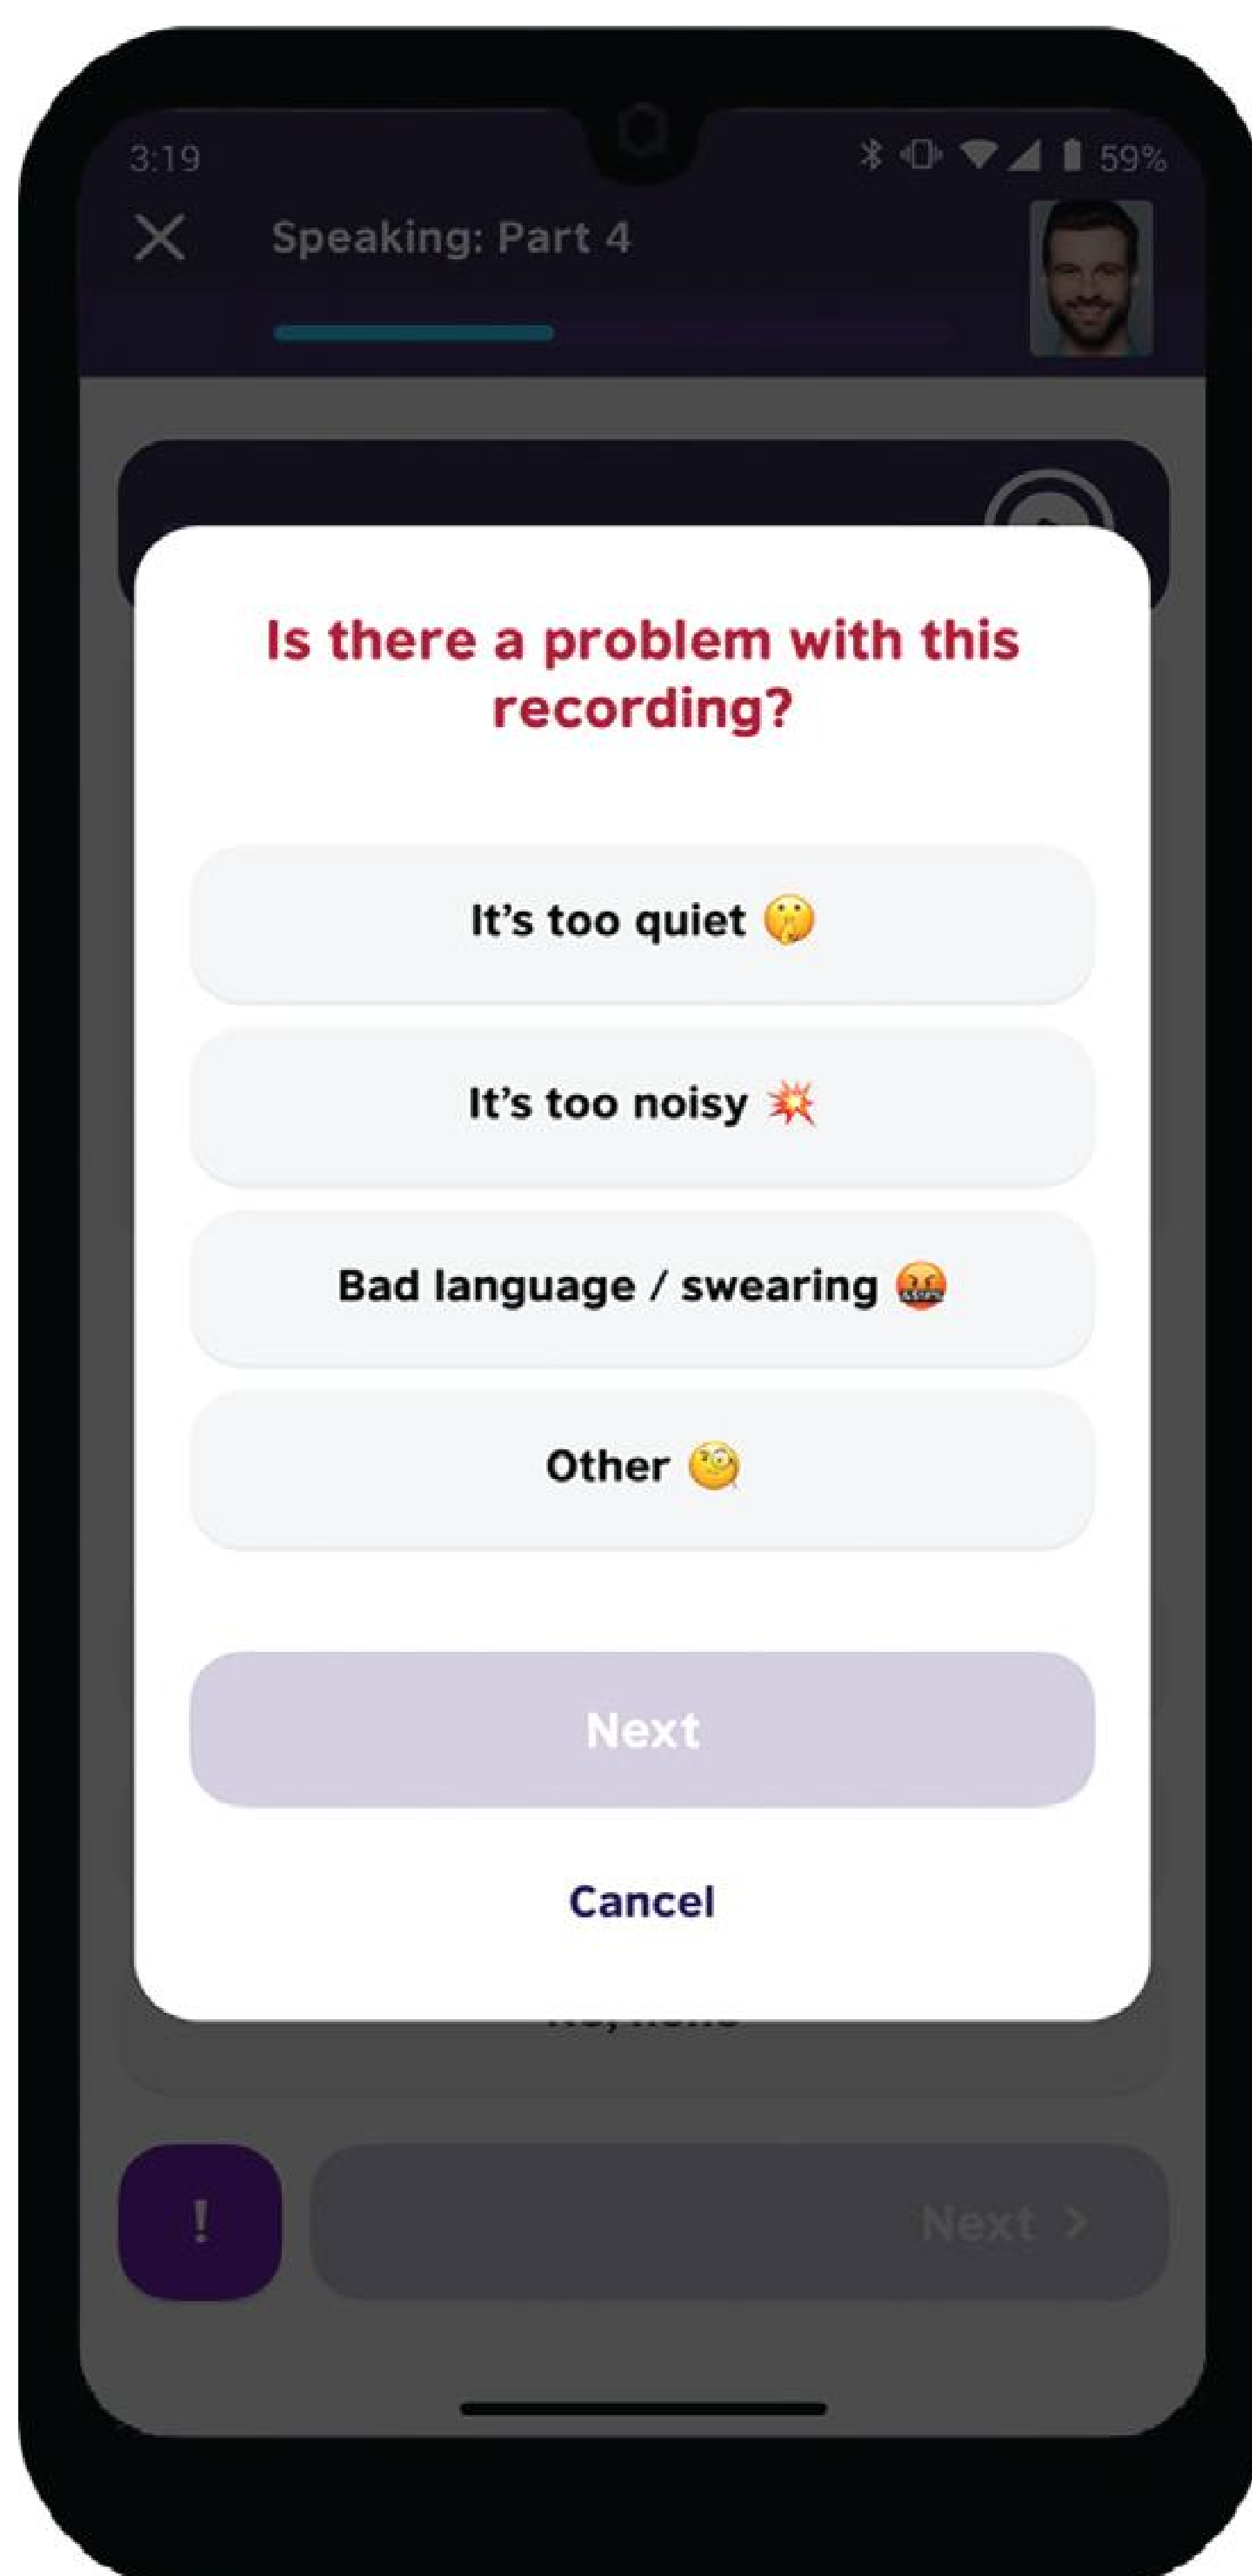 3:19
59%
Speaking: Part 4
Is there a problem with this
recording?
It's too quiet
It's too noisy
Bad language / swearing
Other
Next
Cancel
!
Next >